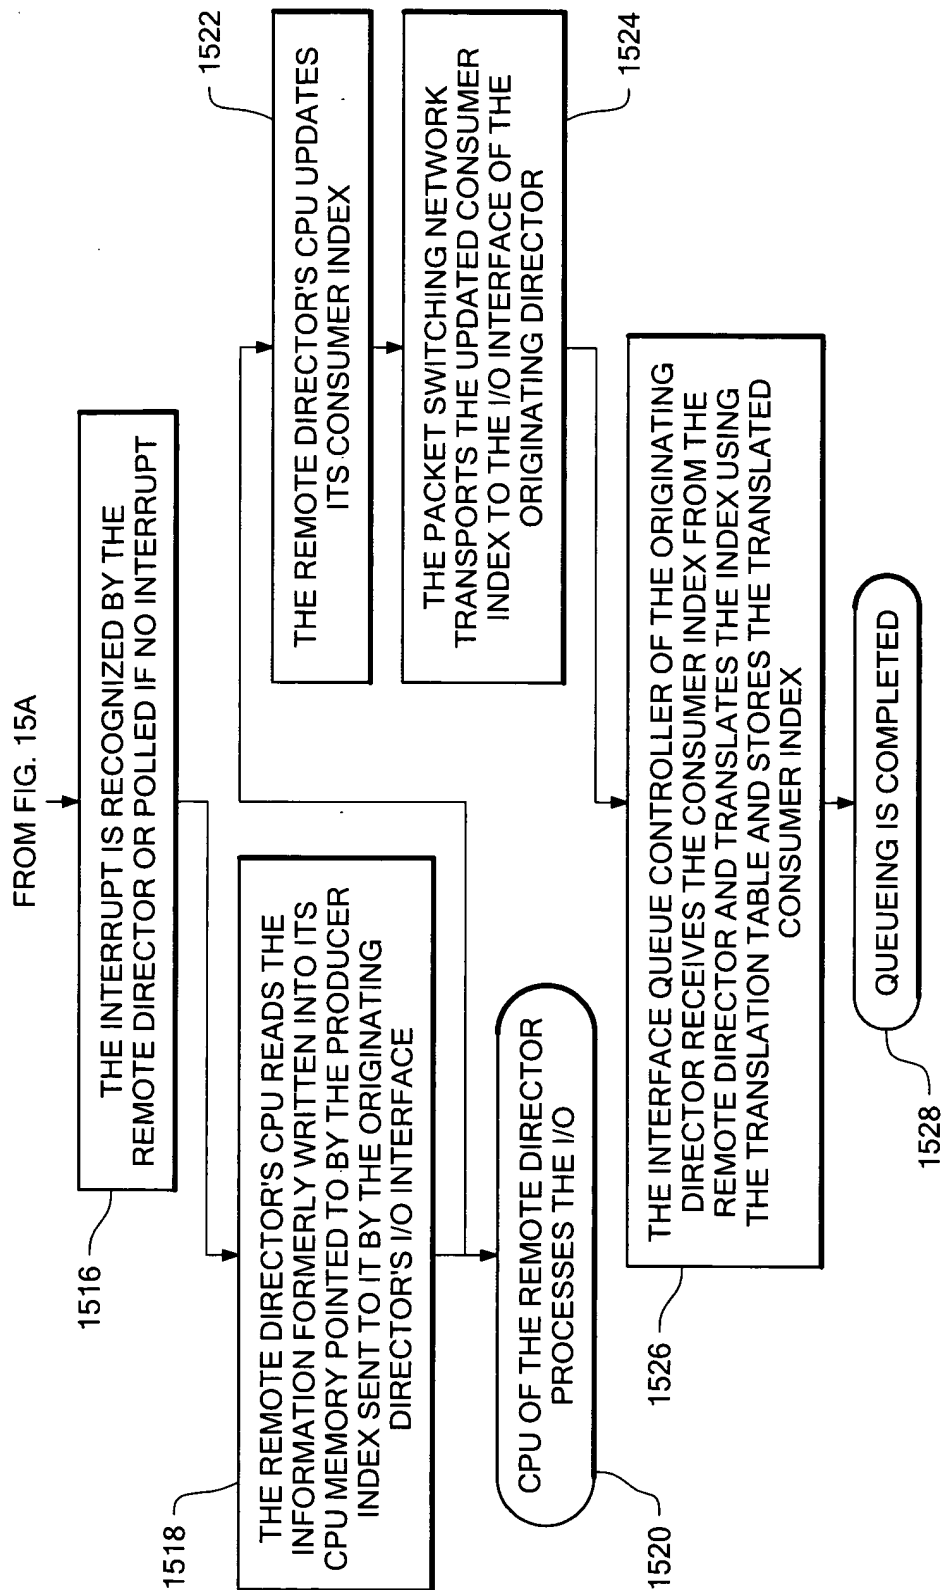 FROM FIG. 15A
THE INTERRUPT IS RECOGNIZED BY THE
REMOTE DIRECTOR OR POLLED IF NO INTERRUPT
1516
THE REMOTE DIRECTOR'S CPU READS THE
INFORMATION FORMERLY WRITTEN INTO ITS
CPU MEMORY POINTED TO BY THE PRODUCER
INDEX SENT TO IT BY THE ORIGINATING
DIRECTOR'S I/O INTERFACE
1518
CPU OF THE REMOTE DIRECTOR
PROCESSES THE I/O
1520
THE REMOTE DIRECTOR'S CPU UPDATES
ITS CONSUMER INDEX
1522
THE PACKET SWITCHING NETWORK
TRANSPORTS THE UPDATED CONSUMER
INDEX TO THE I/O INTERFACE OF THE
ORIGINATING DIRECTOR
1524
THE INTERFACE QUEUE CONTROLLER OF THE ORIGINATING
DIRECTOR RECEIVES THE CONSUMER INDEX FROM THE
REMOTE DIRECTOR AND TRANSLATES THE INDEX USING
THE TRANSLATION TABLE AND STORES THE TRANSLATED
CONSUMER INDEX
1526
QUEUEING IS COMPLETED
1528